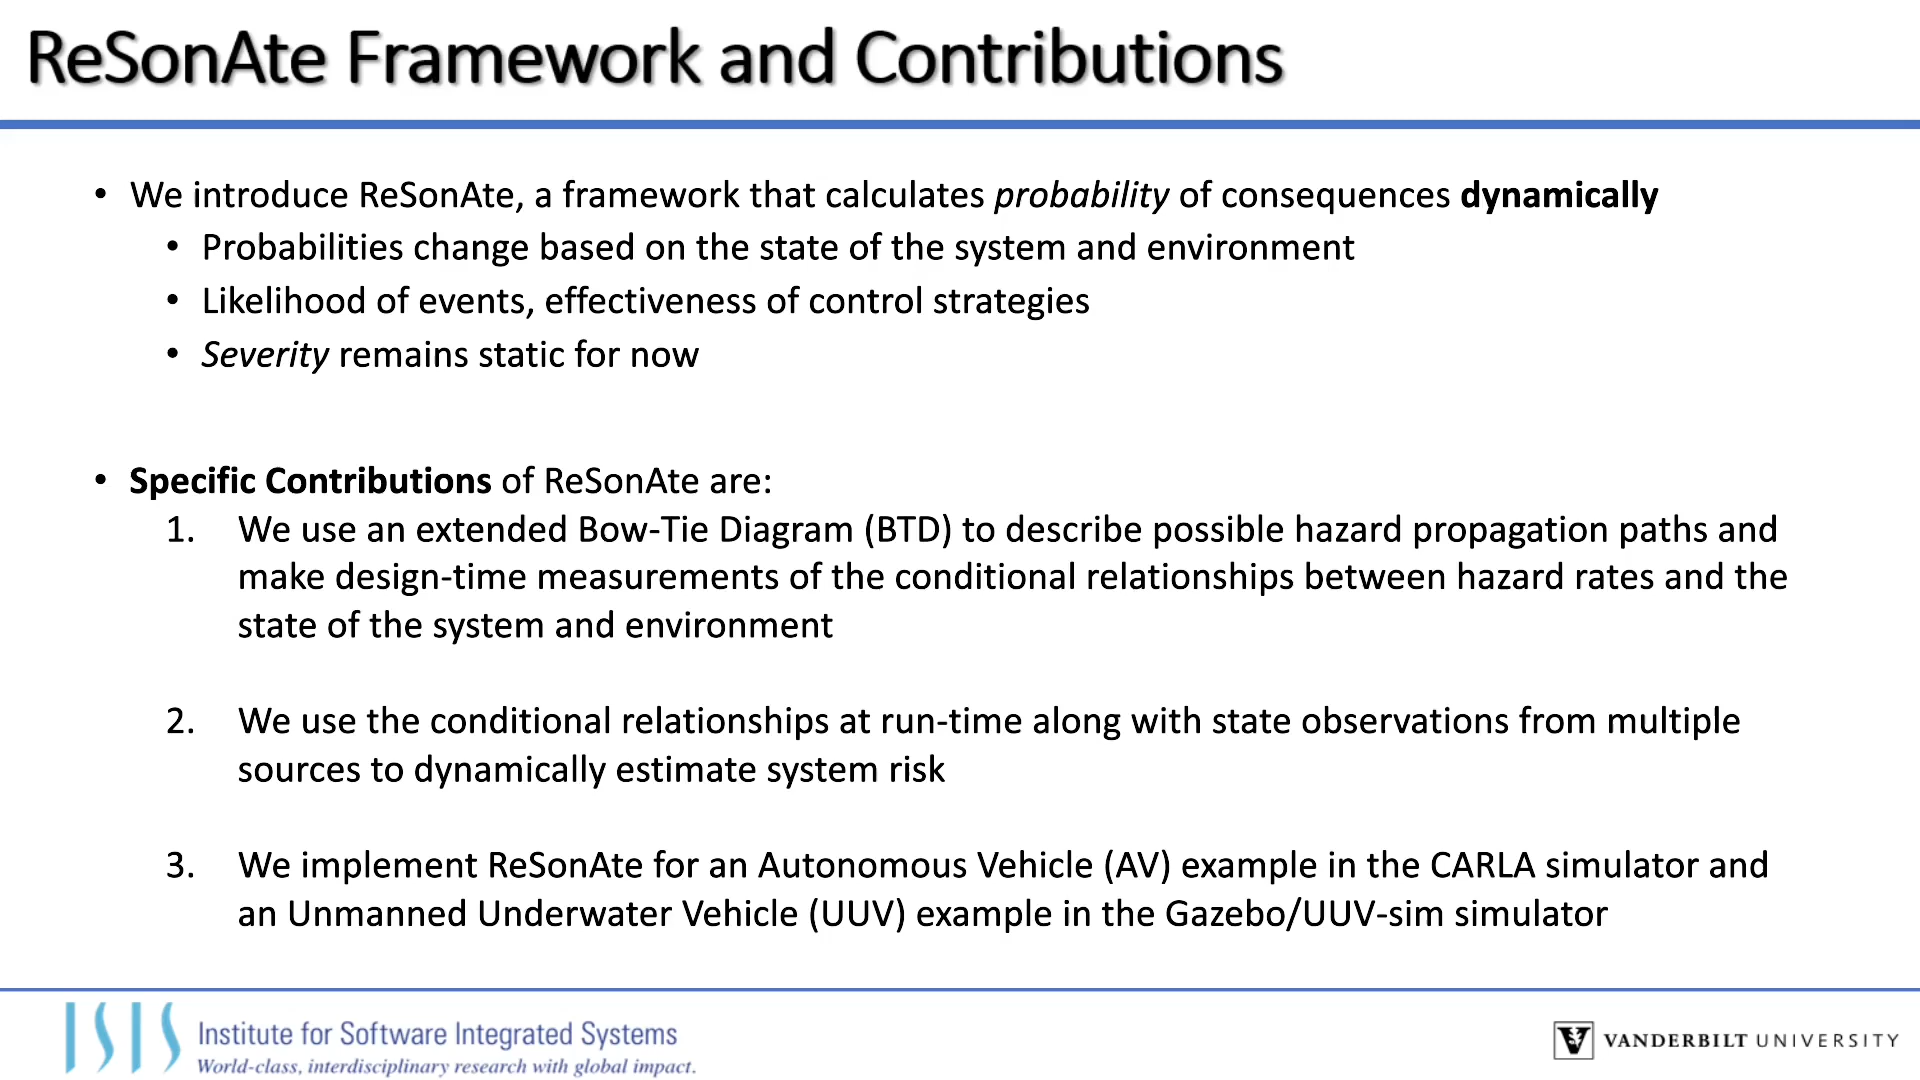 ReSonAte Framework and Contributions
• We introduce ReSonAte, a framework that calculates probability of consequences dynamically
• Probabilities change based on the state of the system and environment
• Likelihood of events, effectiveness of control strategies
• Severity remains static for now
• Specific Contributions of ReSonAte are:
1. We use an extended Bow-Tie Diagram (BTD) to describe possible hazard propagation paths and
make design-time measurements of the conditional relationships between hazard rates and the
state of the system and environment
2. We use the conditional relationships at run-time along with state observations from multiple
sources to dynamically estimate system risk
3. We implement ReSonAte for an Autonomous Vehicle (AV) example in the CARLA simulator and
an Unmanned Underwater Vehicle (UUV) example in the Gazebo/UUV-sim simulator
ISIS
Institute for Software Integrated Systems
World-class, interdisciplinary research with global impact.
V VANDERBILT UNIVERSITY